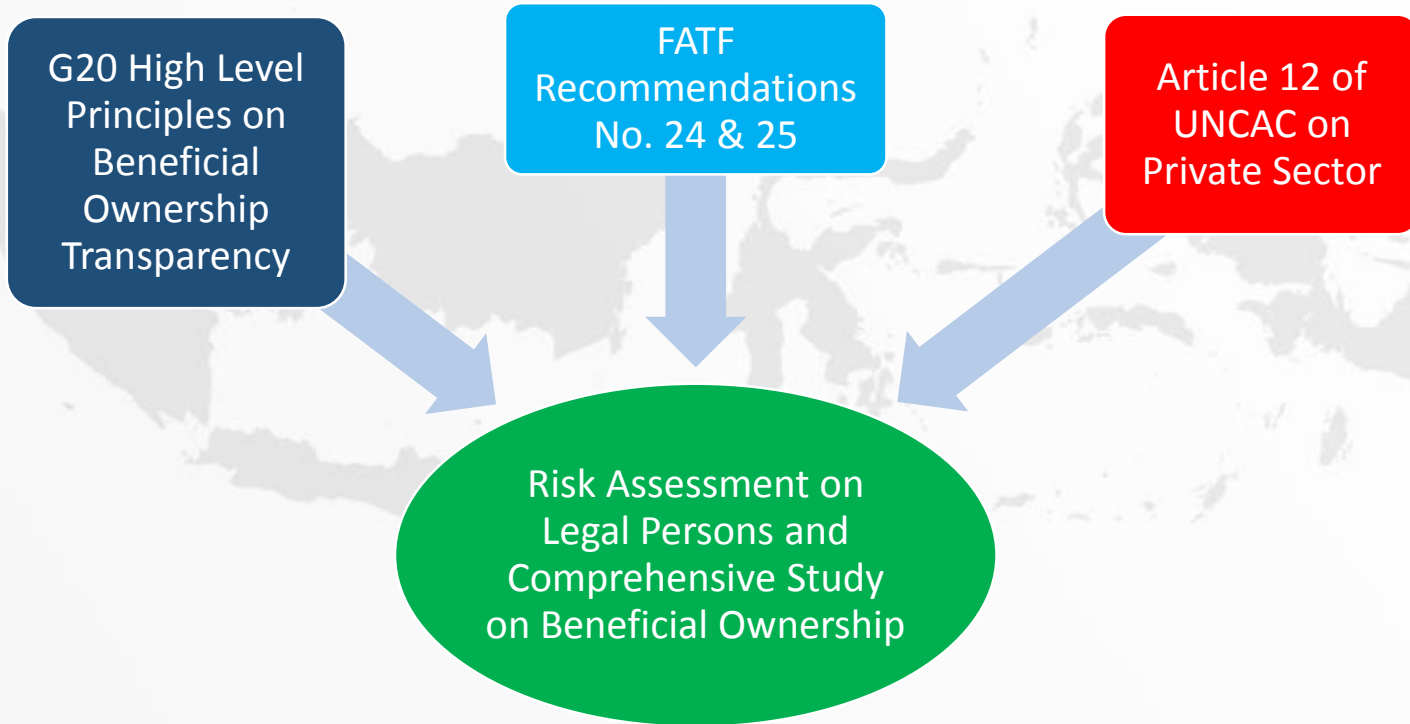 G20 High Level
Principles on
Beneficial
Ownership
Transparency
FATF
Recommendations
No. 24 & 25
Article 12 of
UNCAC on
Private Sector
Risk Assessment on
Legal Persons and
Comprehensive Study
on Beneficial Ownership